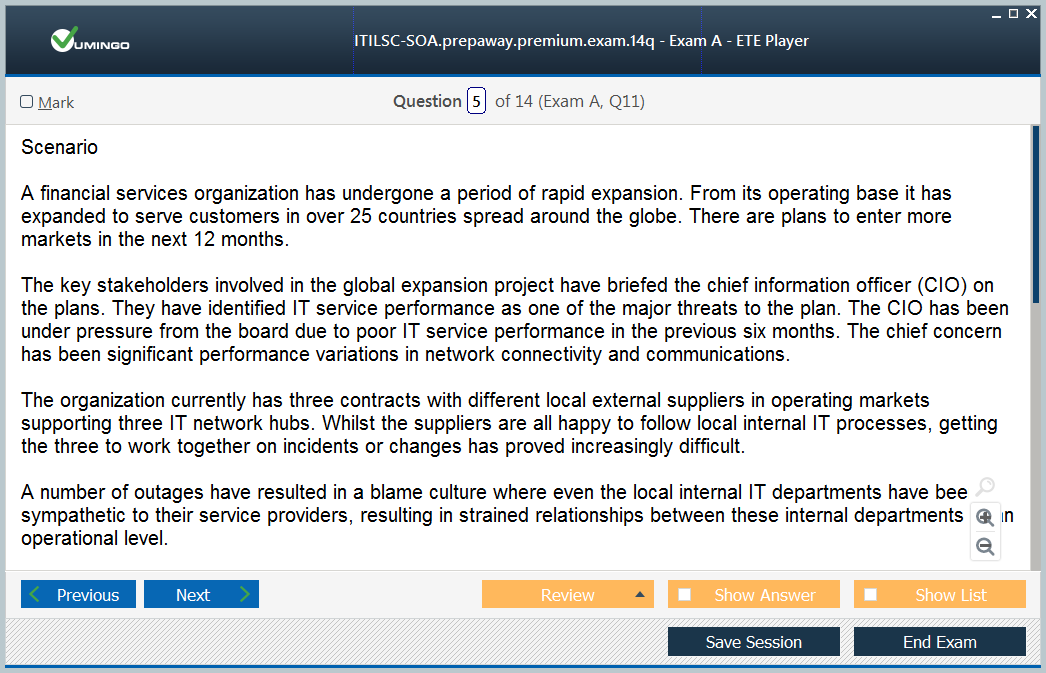 VUMINGO
ITILSC-SOA.prepaway.premium.exam.14q - Exam A - ETE Player
Mark
Question 5 of 14 (Exam A, Q11)
Scenario
A financial services organization has undergone a period of rapid expansion. From its operating base it has
expanded to serve customers in over 25 countries spread around the globe. There are plans to enter more
markets in the next 12 months.
The key stakeholders involved in the global expansion project have briefed the chief information officer (CIO) on
the plans. They have identified IT service performance as one of the major threats to the plan. The CIO has been
under pressure from the board due to poor IT service performance in the previous six months. The chief concern
has been significant performance variations in network connectivity and communications.
The organization currently has three contracts with different local external suppliers in operating markets
supporting three IT network hubs. Whilst the suppliers are all happy to follow local internal IT processes, getting
the three to work together on incidents or changes has proved increasingly difficult.
A number of outages have resulted in a blame culture where even the local internal IT departments have bee
sympathetic to their service providers, resulting in strained relationships between these internal departments n
operational level.
Previous
Next
Review
Show Answer
Show List
Save Session
End Exam